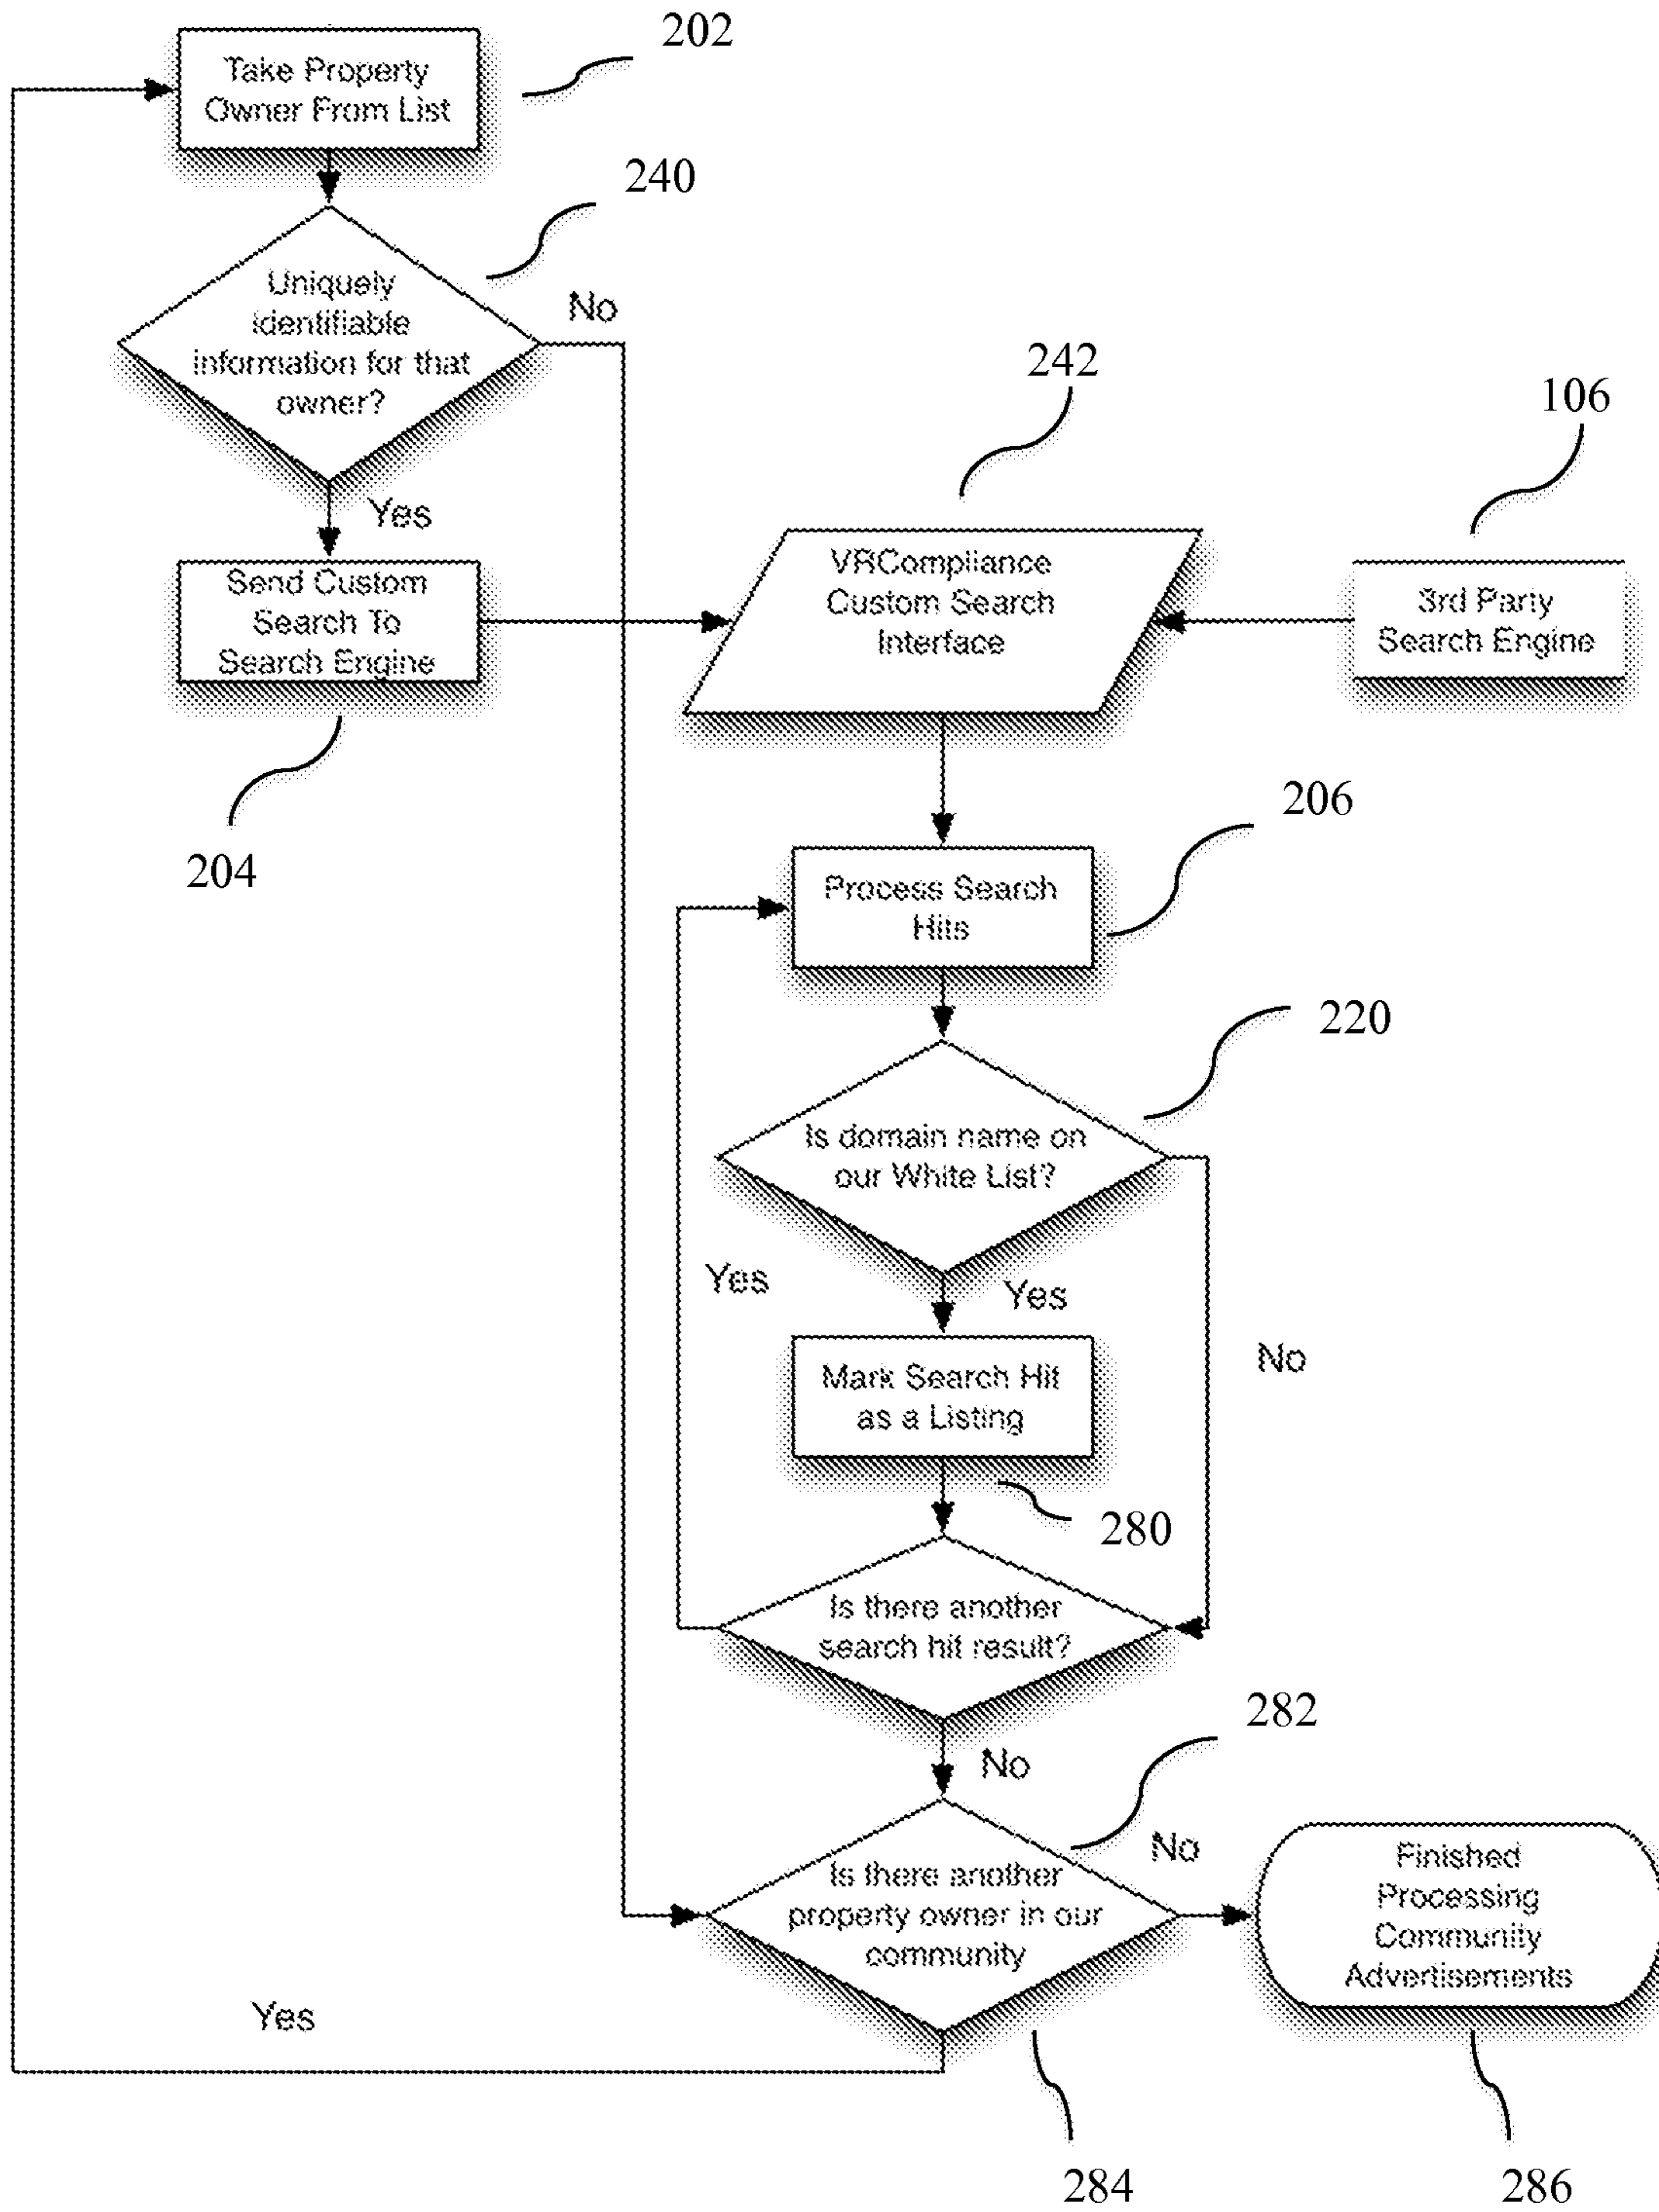 202
Take Property
Owner From List
240
Uniquely
identifiable
information for that
owner?
No
Yes
242
106
Send Custom
Search To
Search Engine
VRCompliance
Custom Search
Interface
3rd Party
Search Engine
204
206
Process Search
Hits
220
Is domain name on
our White List?
Yes
Yes
No
Mark Search Hit
as a Listing
280
Is there another
search hit result?
282
No
No
Is there another
property owner in our
community
Finished
Processing
Community
Advertisements
Yes
284
286